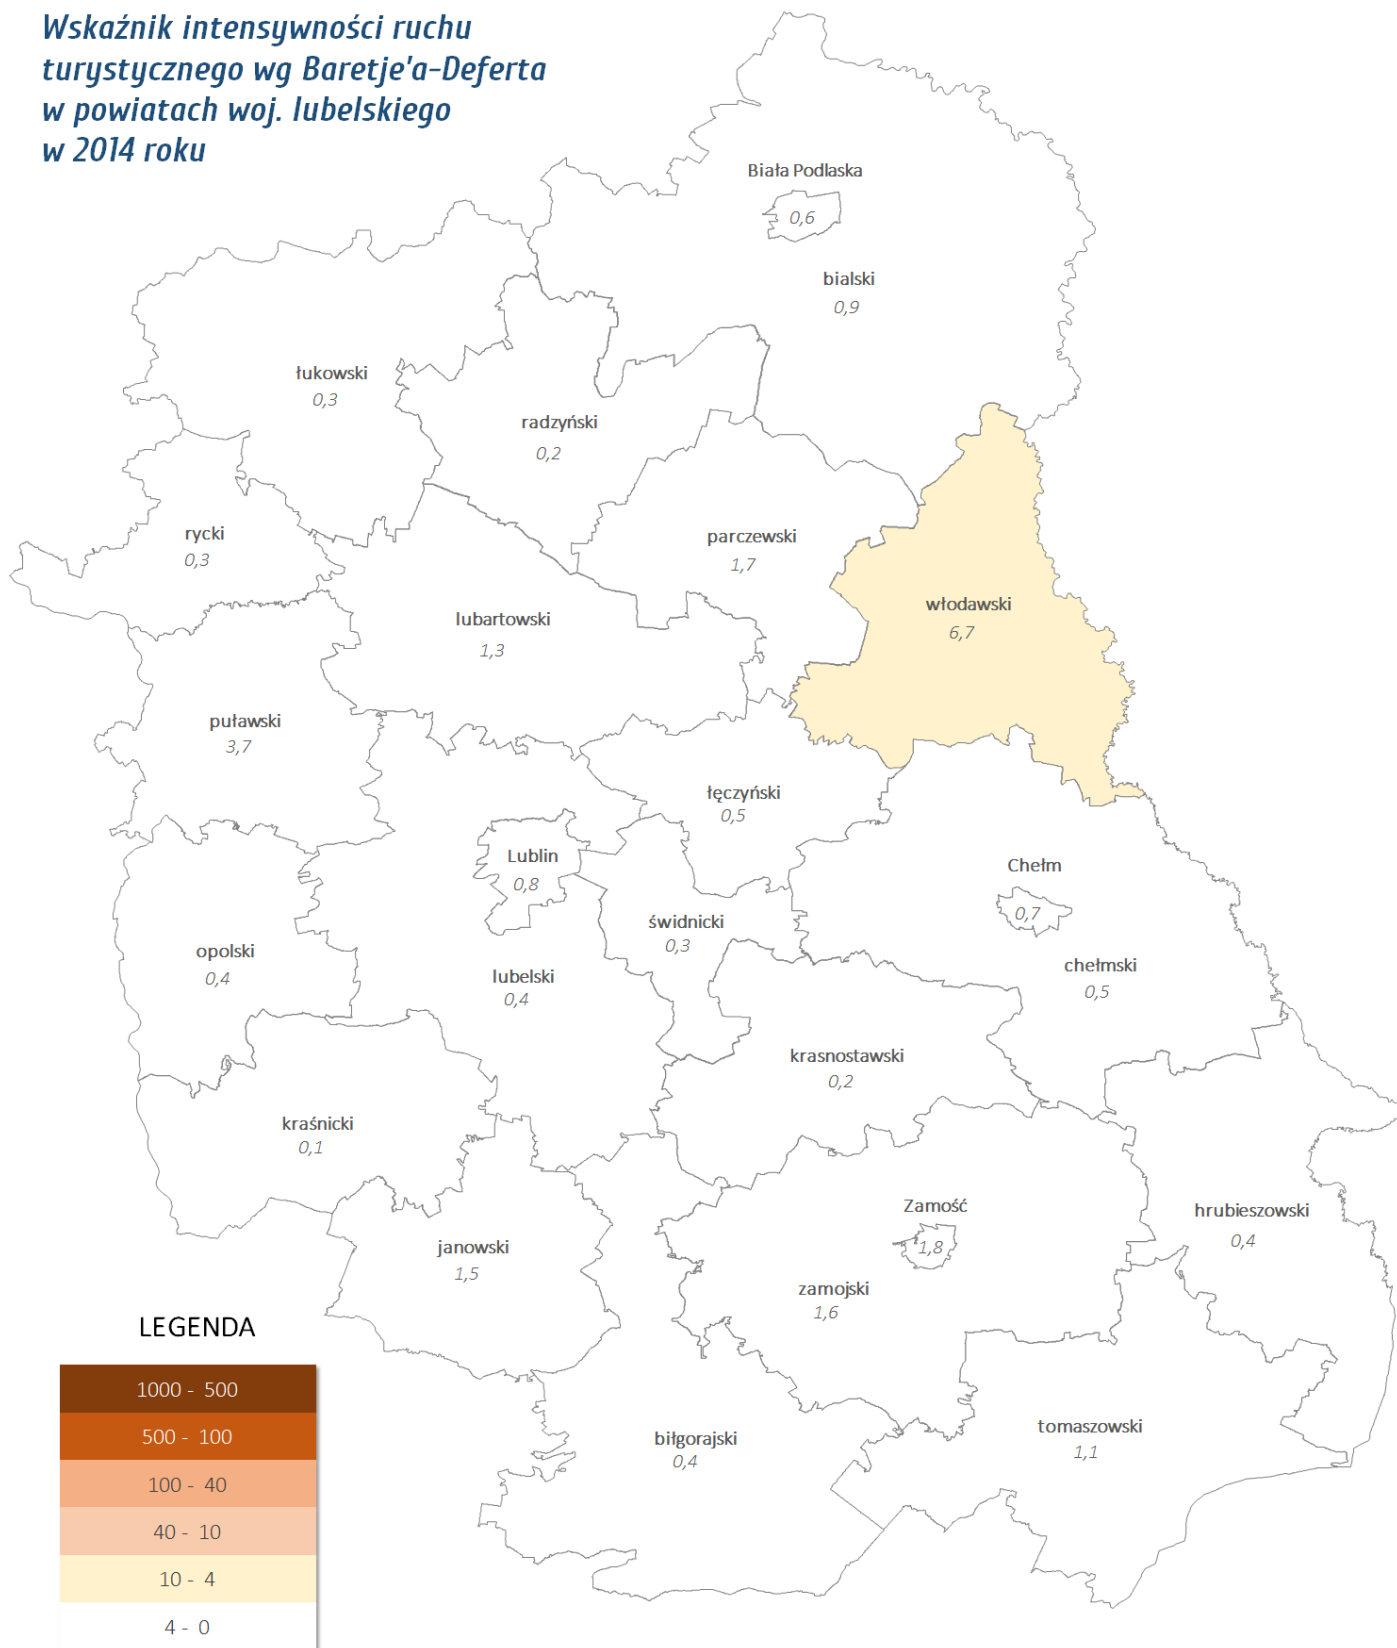 Wskaźnik intensywności ruchu
turystycznego wg Baretje'a-Deferta
w powiatach woj. lubelskiego
w 2014 roku
Biała Podlaska
0,6
bialski
0,9
łukowski
0,3
radzyński
0,2
rycki
0,3
parczewski
1,7
włodawski
6,7
lubartowski
1,3
puławski
3,7
łęczyński
0,5
Lublin
0,8
Chełm
0,7
świdnicki
0,3
opolski
0,4
lubelski
0,4
chełmski
0,5
krasnostawski
0,2
kraśnicki
0,1
Zamość
1,8
hrubieszowski
0,4
janowski
1,5
zamojski
1,6
tomaszowski
1,1
biłgorajski
0,4
LEGENDA
1000 - 500
500 - 100
100 - 40
40 - 10
10 - 4
4 - 0